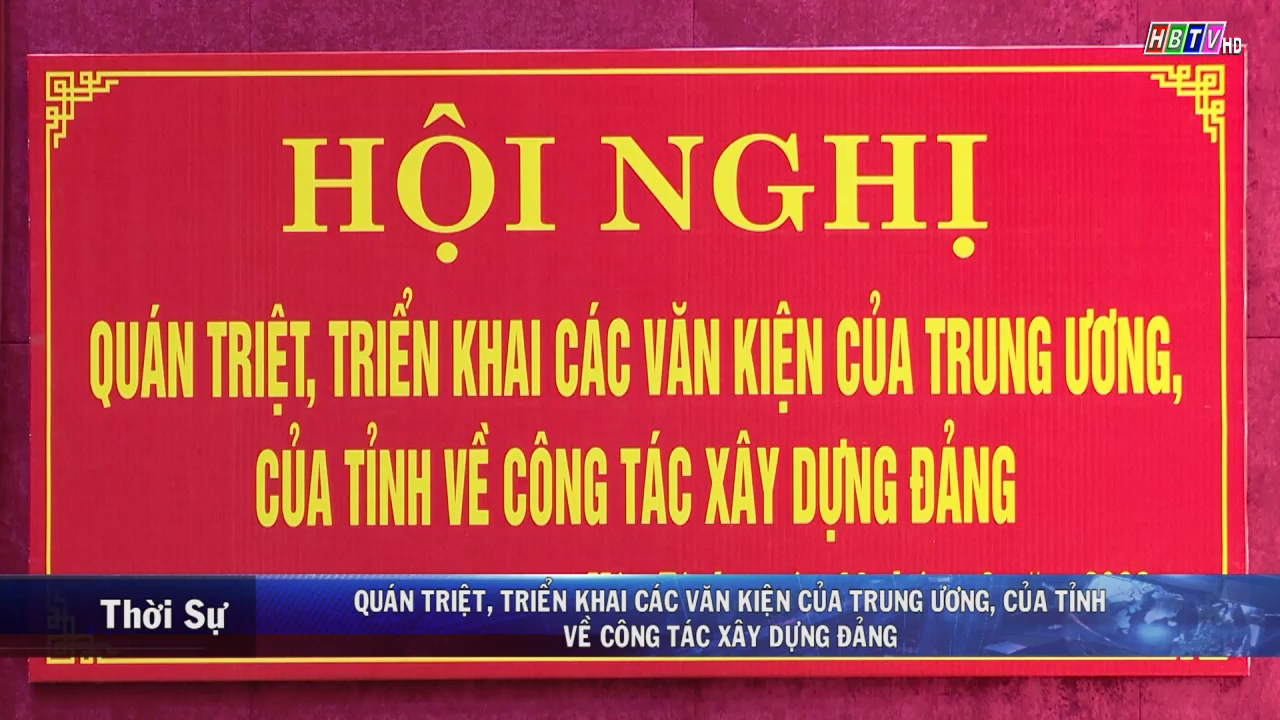 HBTV HD
HỘI NGHỊ
QUÁN TRIỆT, TRIỂN KHAI CÁC VĂN KIỆN CỦA TRUNG ƯƠNG,
CỦA TỈNH VỀ CÔNG TÁC XÂY DỰNG ĐẢNG
Thời Sự
QUÁN TRIỆT, TRIỂN KHAI CÁC VĂN KIỆN CỦA TRUNG ƯƠNG, CỦA TỈNH
VỀ CÔNG TÁC XÂY DỰNG ĐẢNG